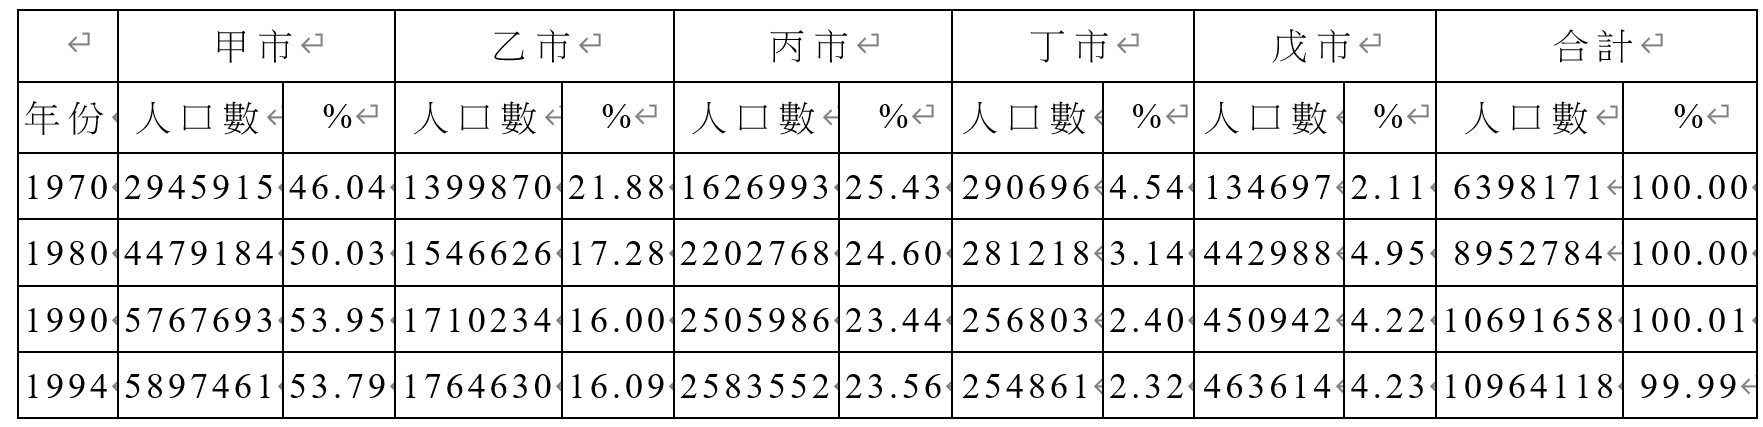 甲市 乙市 丙市 丁市 戊市 合計
年份 人口數 % 人口數 % 人口數 % 人口數 % 人口數 % 人口數 %
1970 2945915 46.04 1399870 21.88 1626993 25.43 290696 4.54 134697 2.11 6398171 100.00
1980 4479184 50.03 1546626 17.28 2202768 24.60 281218 3.14 442988 4.95 8952784 100.00
1990 5767693 53.95 1710234 16.00 2505986 23.44 256803 2.40 450942 4.22 10691658 100.01
1994 5897461 53.79 1764630 16.09 2583552 23.56 254861 2.32 463614 4.23 10964118 99.99